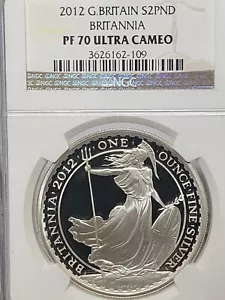 2012 G.BRITAIN S2PND
BRITANNIA
PF 70 ULTRA CAMEO
3626162-109
NGC
BRITANNIA · 2012 ONE OUNCE FINE SILVER